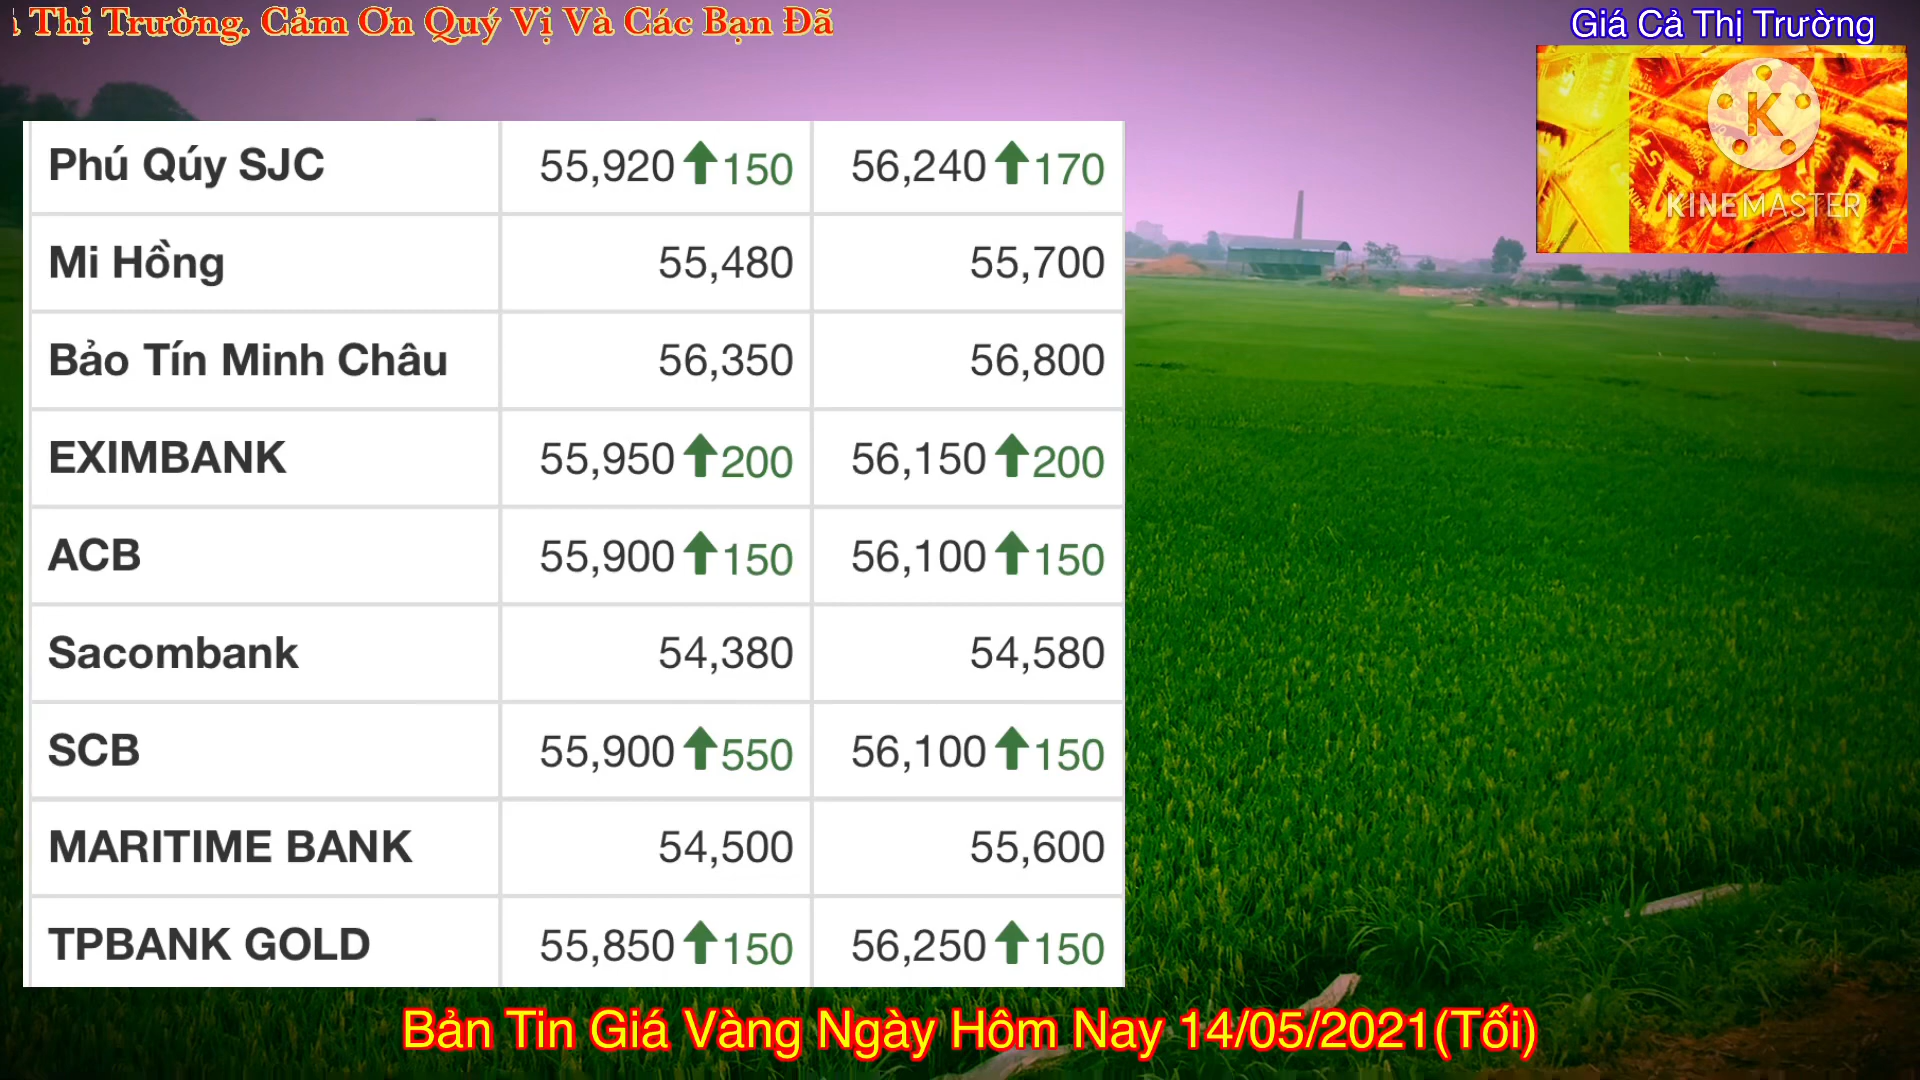 Thị Trường. Cảm Ơn Quý Vị Và Các Bạn Đã
Giá Cả Thị Trường
KINEMASTER
Phú Qúy SJC 55,920 ⬆150 56,240 ⬆170
Mi Hồng 55,480 55,700
Bảo Tín Minh Châu 56,350 56,800
EXIMBANK 55,950 ⬆200 56,150 ⬆200
ACB 55,900 ⬆150 56,100 ⬆150
Sacombank 54,380 54,580
SCB 55,900 ⬆550 56,100 ⬆150
MARITIME BANK 54,500 55,600
TPBANK GOLD 55,850 ⬆150 56,250 ⬆150
Bản Tin Giá Vàng Ngày Hôm Nay 14/05/2021(Tối)